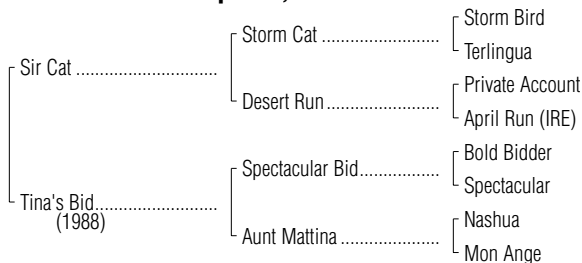 Storm Bird
Storm Cat ........................
Terlingua
Sir Cat ..............................
Private Account
Desert Run ........................
April Run (IRE)
Bold Bidder
Spectacular Bid.................
Spectacular
Tina's Bid..........................
(1988)
Nashua
Aunt Mattina .....................
Mon Ange